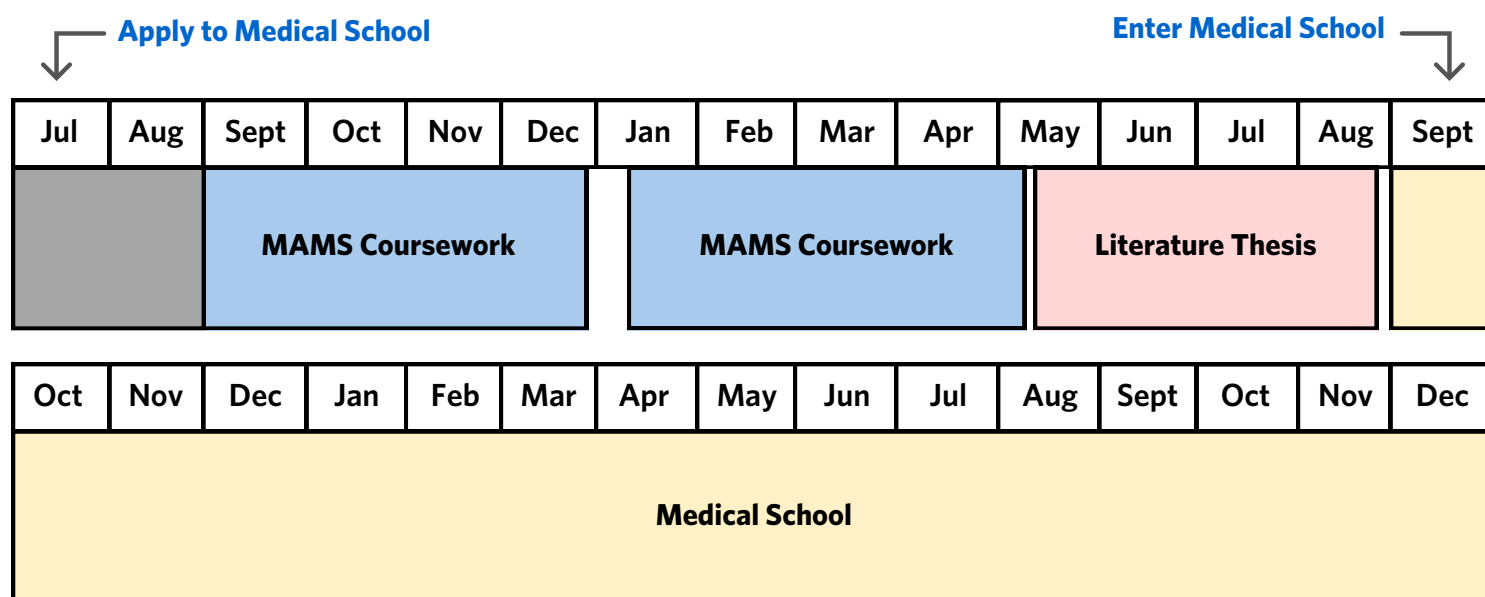 Apply to Medical School Enter Medical School
Jul Aug Sept Oct Nov Dec Jan Feb Mar Apr May Jun Jul Aug Sept
MAMS Coursework MAMS Coursework Literature Thesis
Oct Nov Dec Jan Feb Mar Apr May Jun Jul Aug Sept Oct Nov Dec
Medical School